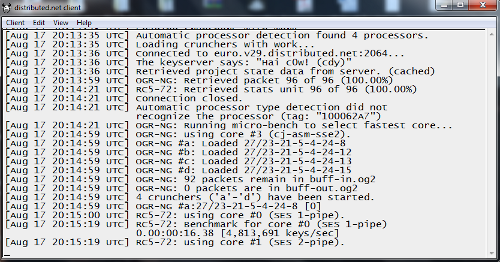 distributed.net client
Client Edit View Help
[Aug 17 20:13:35 UTC] Automatic processor detection found 4 processors.
[Aug 17 20:13:35 UTC] Loading crunchers with work...
[Aug 17 20:13:36 UTC] Connected to euro.v29.distributed.net:2064...
[Aug 17 20:13:36 UTC] The keyserver says: "Hai cOw! (cdy)"
[Aug 17 20:13:36 UTC] Retrieved project state data from server. (cached)
[Aug 17 20:13:59 UTC] OGR-NG: Retrieved packet 96 of 96 (100.00%)
[Aug 17 20:14:21 UTC] RC5-72: Retrieved stats unit 96 of 96 (100.00%)
[Aug 17 20:14:21 UTC] Connection closed.
[Aug 17 20:14:21 UTC] Automatic processor type detection did not
recognize the processor (tag: "100062A7")
[Aug 17 20:14:21 UTC] OGR-NG: Running micro-bench to select fastest core...
[Aug 17 20:14:59 UTC] OGR-NG: using core #3 (cj-asm-sse2).
[Aug 17 20:14:59 UTC] OGR-NG #a: Loaded 27/23-21-5-4-24-8
[Aug 17 20:14:59 UTC] OGR-NG #b: Loaded 27/23-21-5-4-24-12
[Aug 17 20:14:59 UTC] OGR-NG #c: Loaded 27/23-21-5-4-24-13
[Aug 17 20:14:59 UTC] OGR-NG #d: Loaded 27/23-21-5-4-24-16
[Aug 17 20:14:59 UTC] OGR-NG: 92 packets remain in buff-in.og2
[Aug 17 20:14:59 UTC] OGR-NG: 0 packets are in buff-out.og2
[Aug 17 20:14:59 UTC] 4 crunchers ('a'-'d') have been started.
[Aug 17 20:14:59 UTC] OGR-NG #a:27/23-21-5-4-24-8 [0]
[Aug 17 20:15:00 UTC] RC5-72: using core #0 (SES 1-pipe).
[Aug 17 20:15:19 UTC] RC5-72: Benchmark for core #0 (SES 1-pipe)
0.00:00:16.38 [4,813,691 keys/sec]
[Aug 17 20:15:19 UTC] RC5-72: using core #1 (SES 2-pipe).